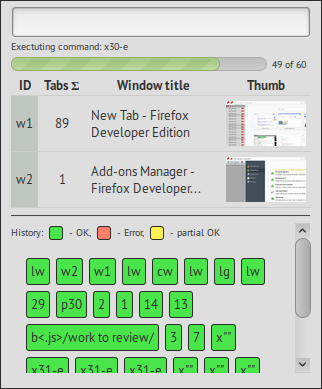 Exectuting command: x30-e
49 of 60
ID Tabs Σ Window title Thumb
w1 89 New Tab - Firefox
Developer Edition
w2 1 Add-ons Manager -
Firefox Developer...
History: - OK, - Error, - partial OK
lw w2 w1 lw cw lw lg lw
29 p30 2 1 14 13
b<.js>/work to review/ 3 7 x""
x31-e x31-e x31-e x"" x""